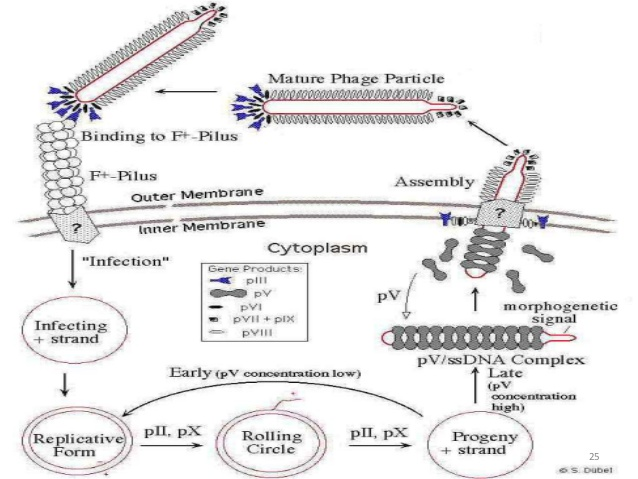 Mature Phage Particle
Binding to F+-Pilus
F+-Pilus
Assembly
Outer Membrane
Inner Membrane
?
?
Cytoplasm
"Infection"
Gene Products:
pIII
pV
pVI
pVII + pIX
pVIII
pV
morphogenetic
signal
Infecting
+ strand
pV/ssDNA Complex
Early (pV concentration low)
Late
(pV
concentration
high)
Replicative
Form
pII, pX
Rolling
Circle
pII, pX
Progeny
+ strand
+
-
+
25
© S. Dübel